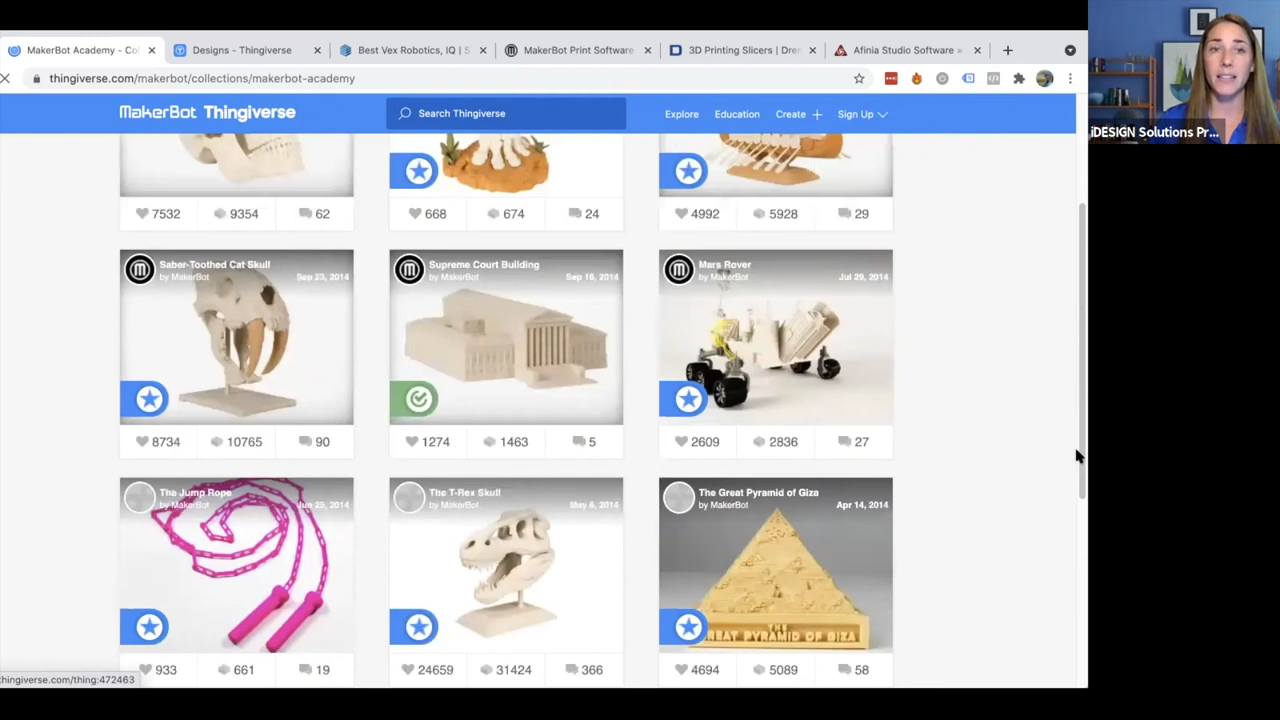 MakerBot Academy - Co
Designs - Thingiverse
Best Vex Robotics, IQ | S
MakerBot Print Software
3D Printing Slicers | Drem
Afinia Studio Software »
thingiverse.com/makerbot/collections/makerbot-academy
MakerBot Thingiverse
Search Thingiverse
Explore
Education
Create
Sign Up
iDESIGN Solutions Pr...
7532
9354
62
668
674
24
4992
5928
29
Saber-Toothed Cat Skull
by MakerBot
Sep 23, 2014
Supreme Court Building
by MakerBot
Sep 16, 2014
Mars Rover
by MakerBot
Jul 29, 2014
8734
10765
90
1274
1463
5
2609
2836
27
The Jump Rope
by MakerBot
Jun 25, 2014
The T-Rex Skull
by MakerBot
May 6, 2014
The Great Pyramid of Giza
by MakerBot
Apr 14, 2014
THE
GREAT PYRAMID OF GIZA
933
661
19
24659
31424
366
4694
5089
58
thingiverse.com/thing:472463